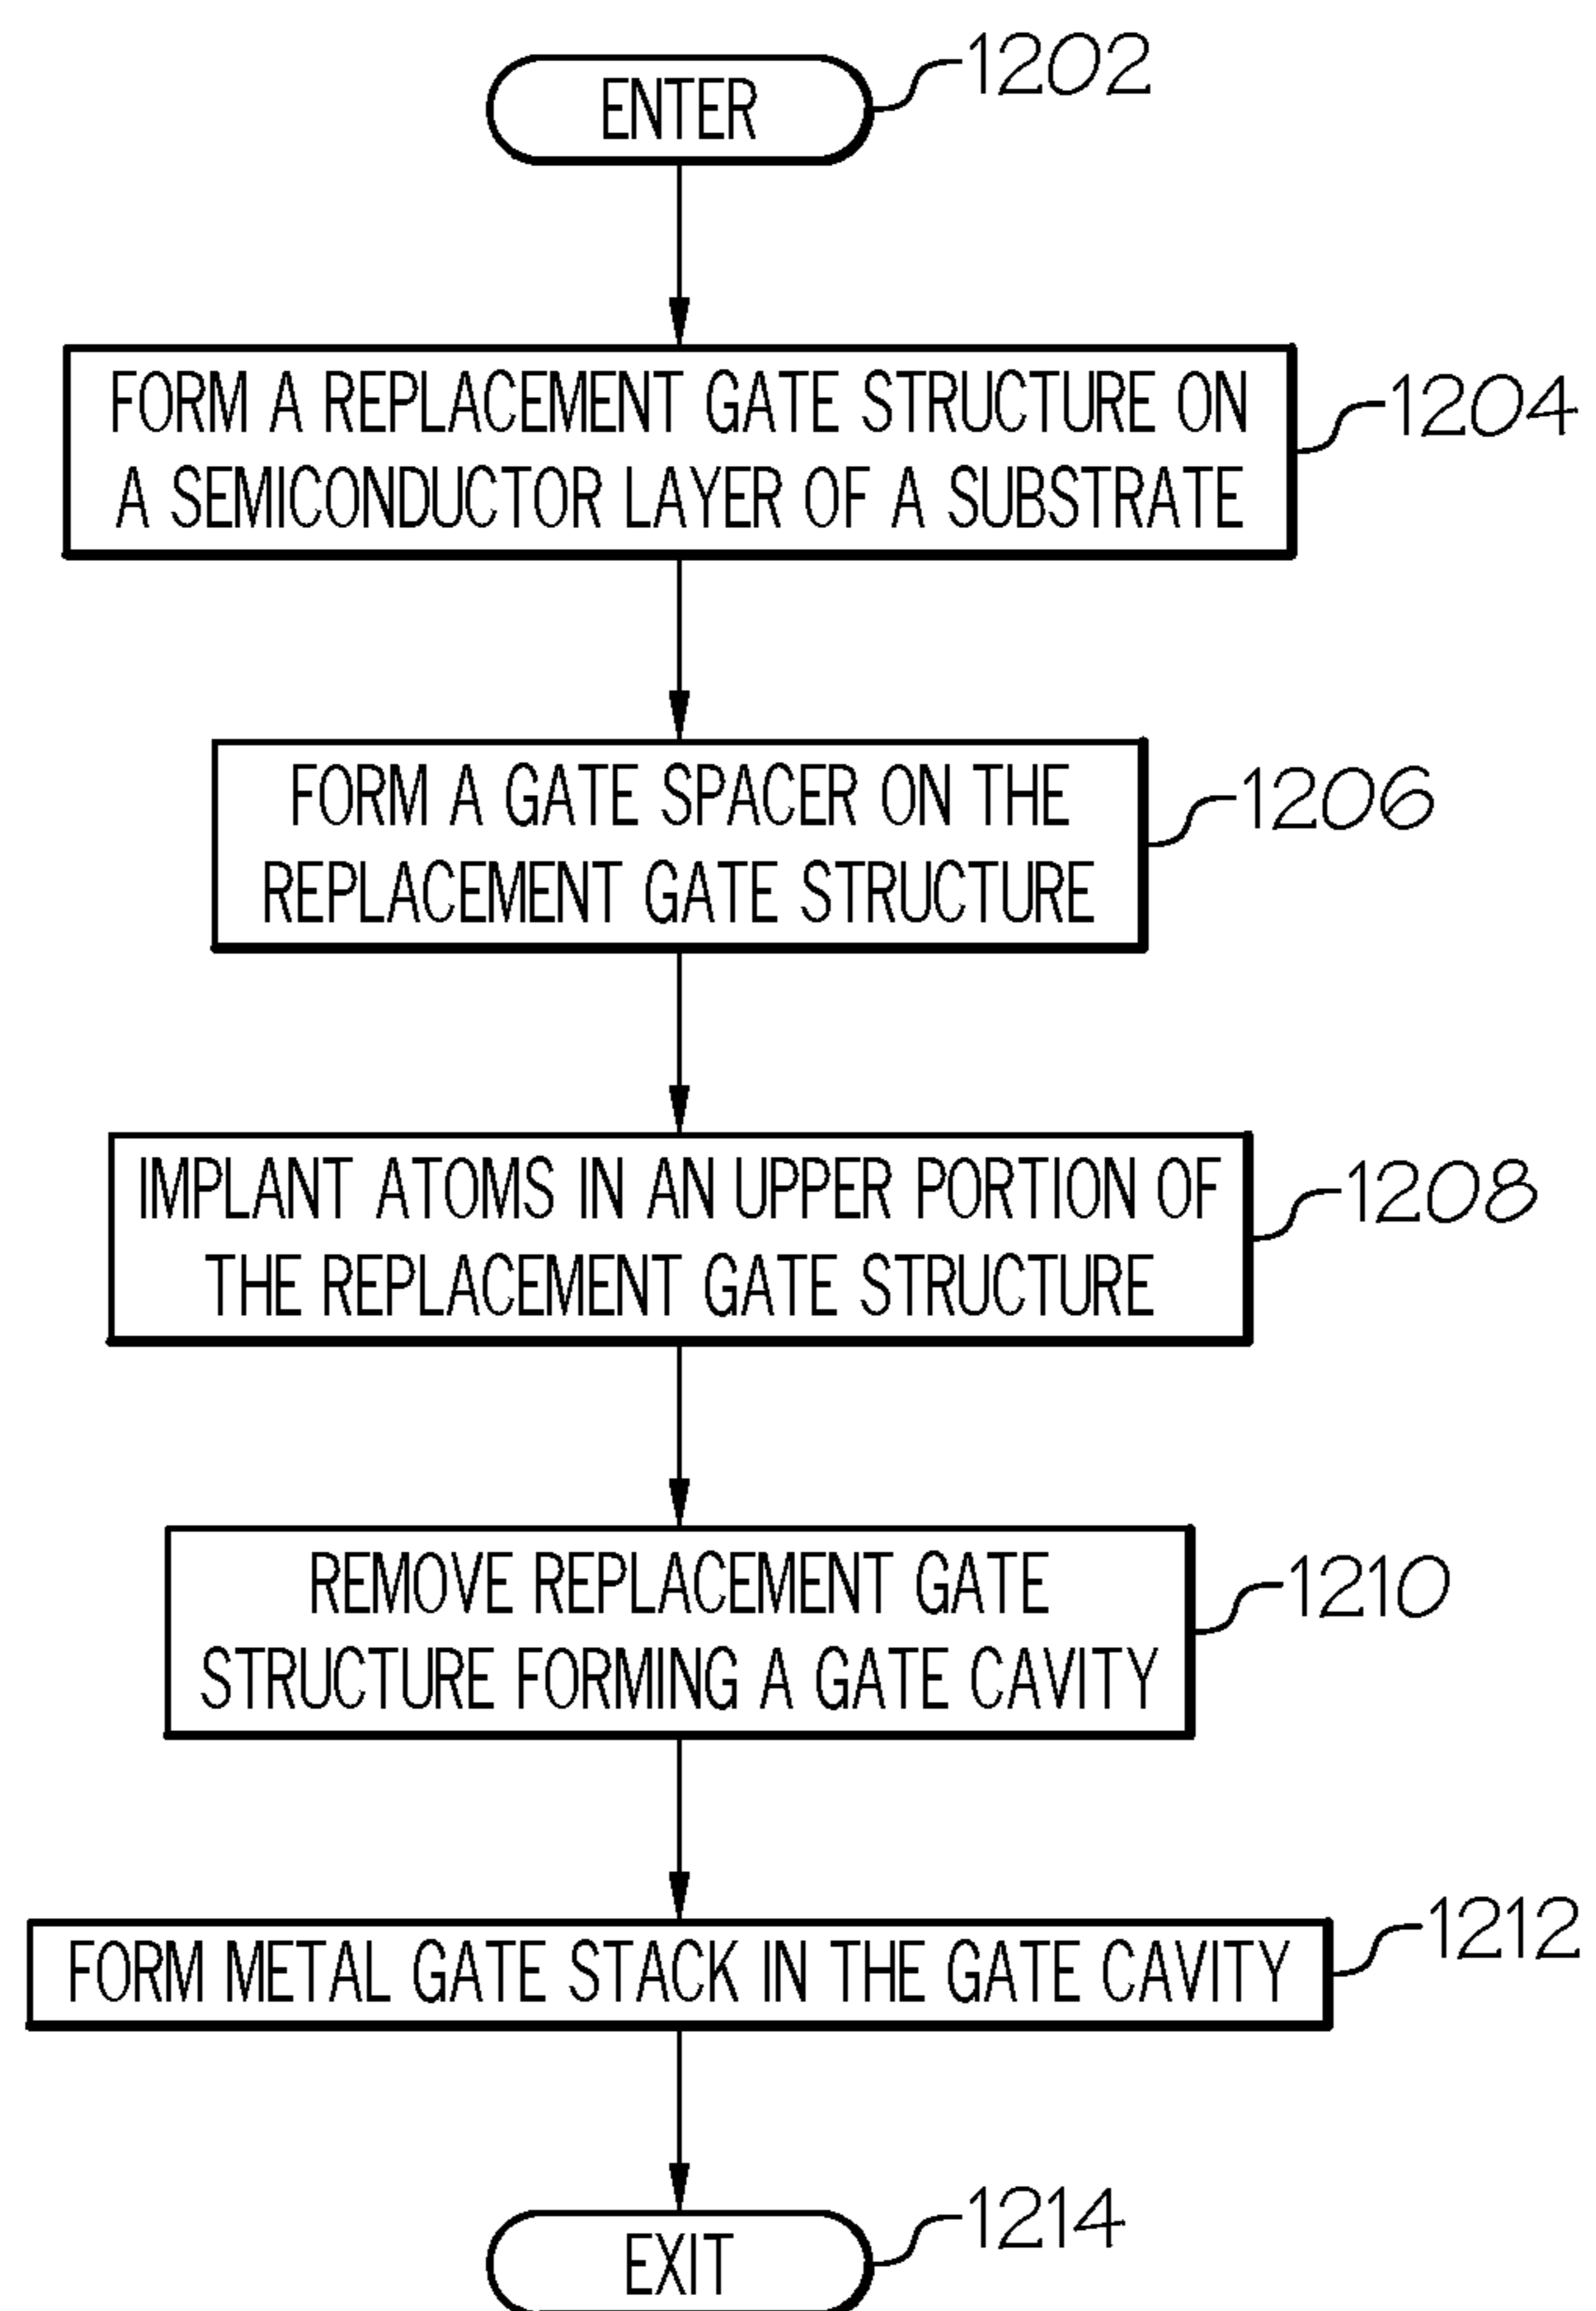 ENTER
1202
FORM A REPLACEMENT GATE STRUCTURE ON
A SEMICONDUCTOR LAYER OF A SUBSTRATE
1204
FORM A GATE SPACER ON THE
REPLACEMENT GATE STRUCTURE
1206
IMPLANT ATOMS IN AN UPPER PORTION OF
THE REPLACEMENT GATE STRUCTURE
1208
REMOVE REPLACEMENT GATE
STRUCTURE FORMING A GATE CAVITY
1210
FORM METAL GATE STACK IN THE GATE CAVITY
1212
EXIT
1214